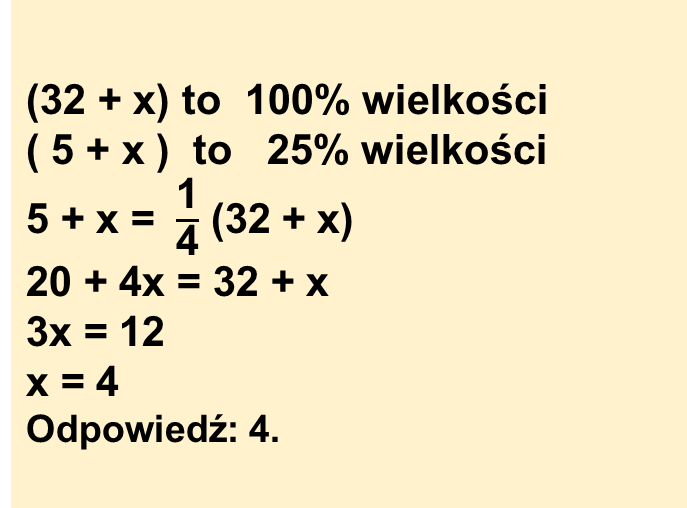 (32 + x) to 100% wielkości
( 5 + x ) to 25% wielkości
5 + x = 1/4 (32 + x)
20 + 4x = 32 + x
3x = 12
x = 4
Odpowiedź: 4.